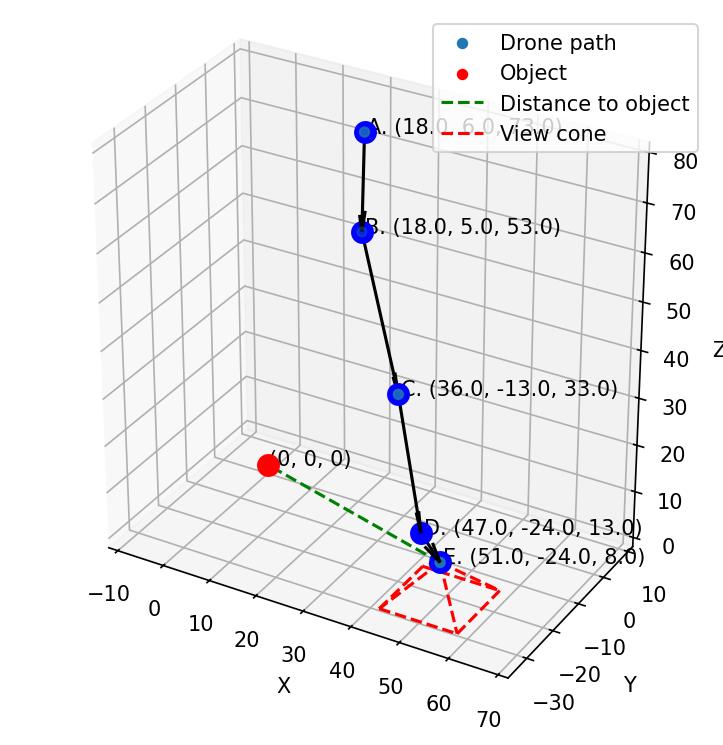 Drone path
Object
Distance to object
View cone
A. (18.0, 6.0, 73.0)
B. (18.0, 5.0, 53.0)
C. (36.0, -13.0, 33.0)
(0, 0, 0)
D. (47.0, -24.0, 13.0)
E. (51.0, -24.0, 8.0)
80
70
60
50
40
30
20
10
0
Z
−10
0
10
20
30
40
50
60
70
X
10
0
−10
−20
−30
Y